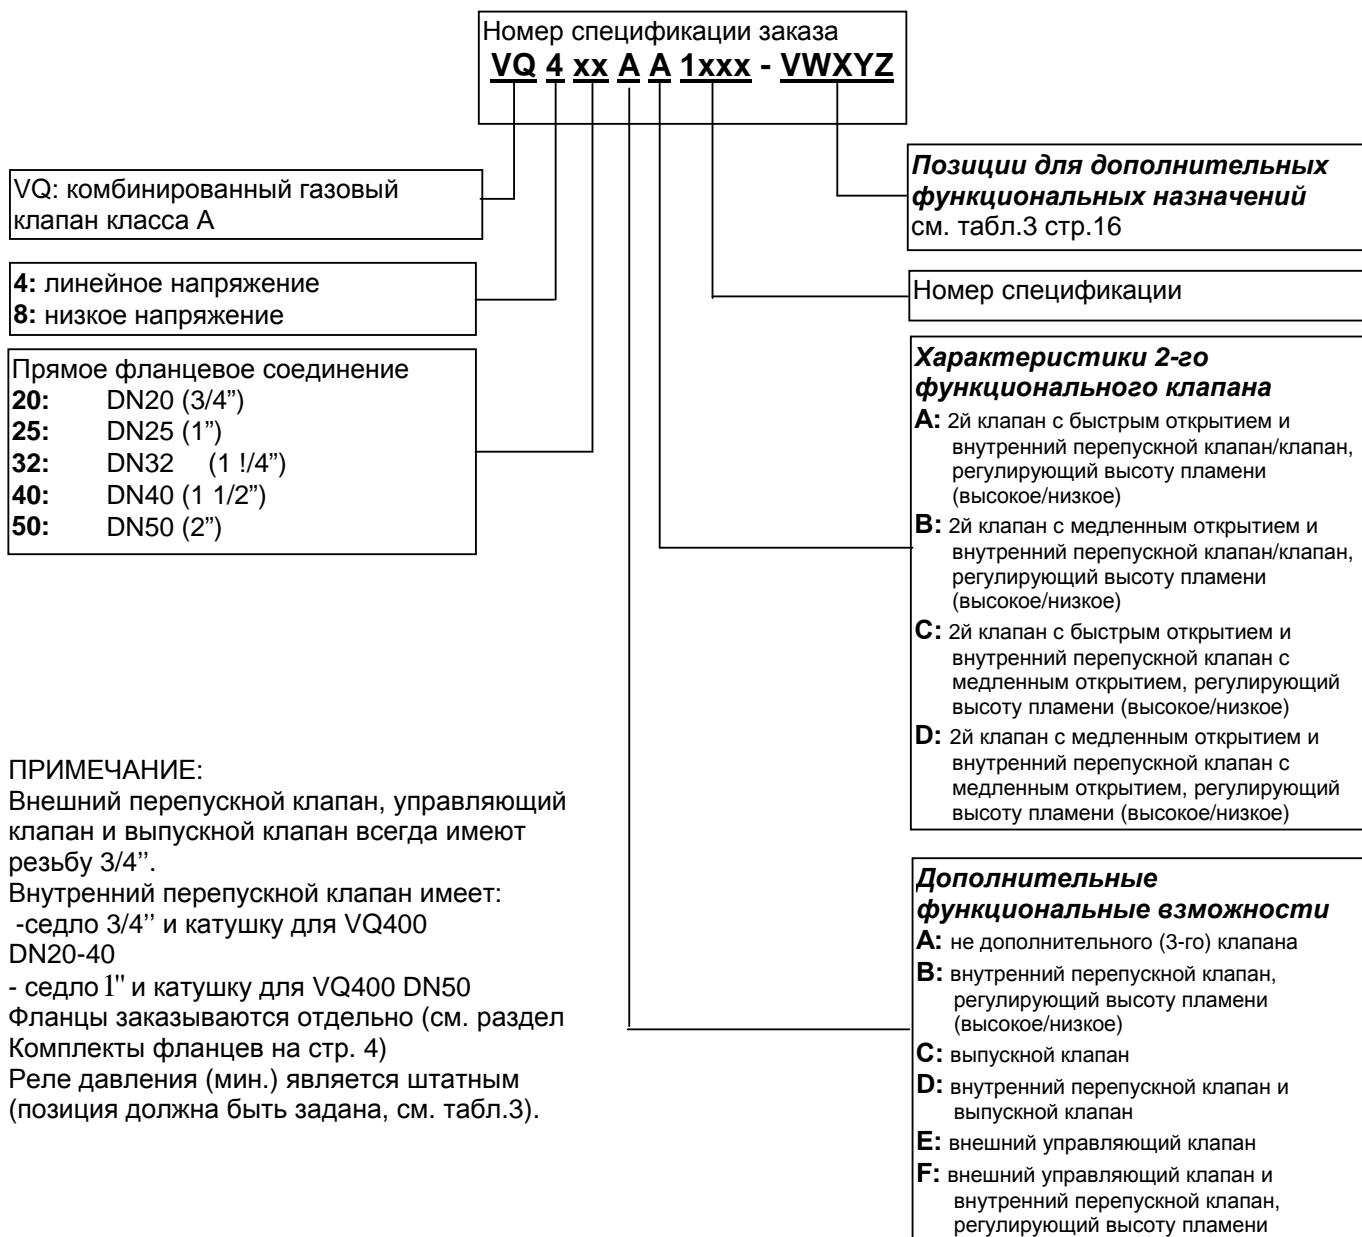 Номер спецификации заказа
VQ 4 xx A A 1xxx - VWXYZ
VQ: комбинированный газовый
клапан класса А
4: линейное напряжение
8: низкое напряжение
Прямое фланцевое соединение
20: DN20 (3/4”)
25: DN25 (1”)
32: DN32 (1 !/4”)
40: DN40 (1 1/2”)
50: DN50 (2”)
ПРИМЕЧАНИЕ:
Внешний перепускной клапан, управляющий
клапан и выпускной клапан всегда имеют
резьбу 3/4’’.
Внутренний перепускной клапан имеет:
-седло 3/4’’ и катушку для VQ400
DN20-40
- седло 1" и катушку для VQ400 DN50
Фланцы заказываются отдельно (см. раздел
Комплекты фланцев на стр. 4)
Реле давления (мин.) является штатным
(позиция должна быть задана, см. табл.3).
Позиции для дополнительных
функциональных назначений
см. табл.3 стр.16
Номер спецификации
Характеристики 2-го
функционального клапана
A: 2й клапан с быстрым открытием и
внутренний перепускной клапан/клапан,
регулирующий высоту пламени
(высокое/низкое)
B: 2й клапан с медленным открытием и
внутренний перепускной клапан/клапан,
регулирующий высоту пламени
(высокое/низкое)
C: 2й клапан с быстрым открытием и
внутренний перепускной клапан с
медленным открытием, регулирующий
высоту пламени (высокое/низкое)
D: 2й клапан с медленным открытием и
внутренний перепускной клапан с
медленным открытием, регулирующий
высоту пламени (высокое/низкое)
Дополнительные
функциональные взможности
A: не дополнительного (3-го) клапана
B: внутренний перепускной клапан,
регулирующий высоту пламени
(высокое/низкое)
C: выпускной клапан
D: внутренний перепускной клапан и
выпускной клапан
E: внешний управляющий клапан
F: внешний управляющий клапан и
внутренний перепускной клапан,
регулирующий высоту пламени